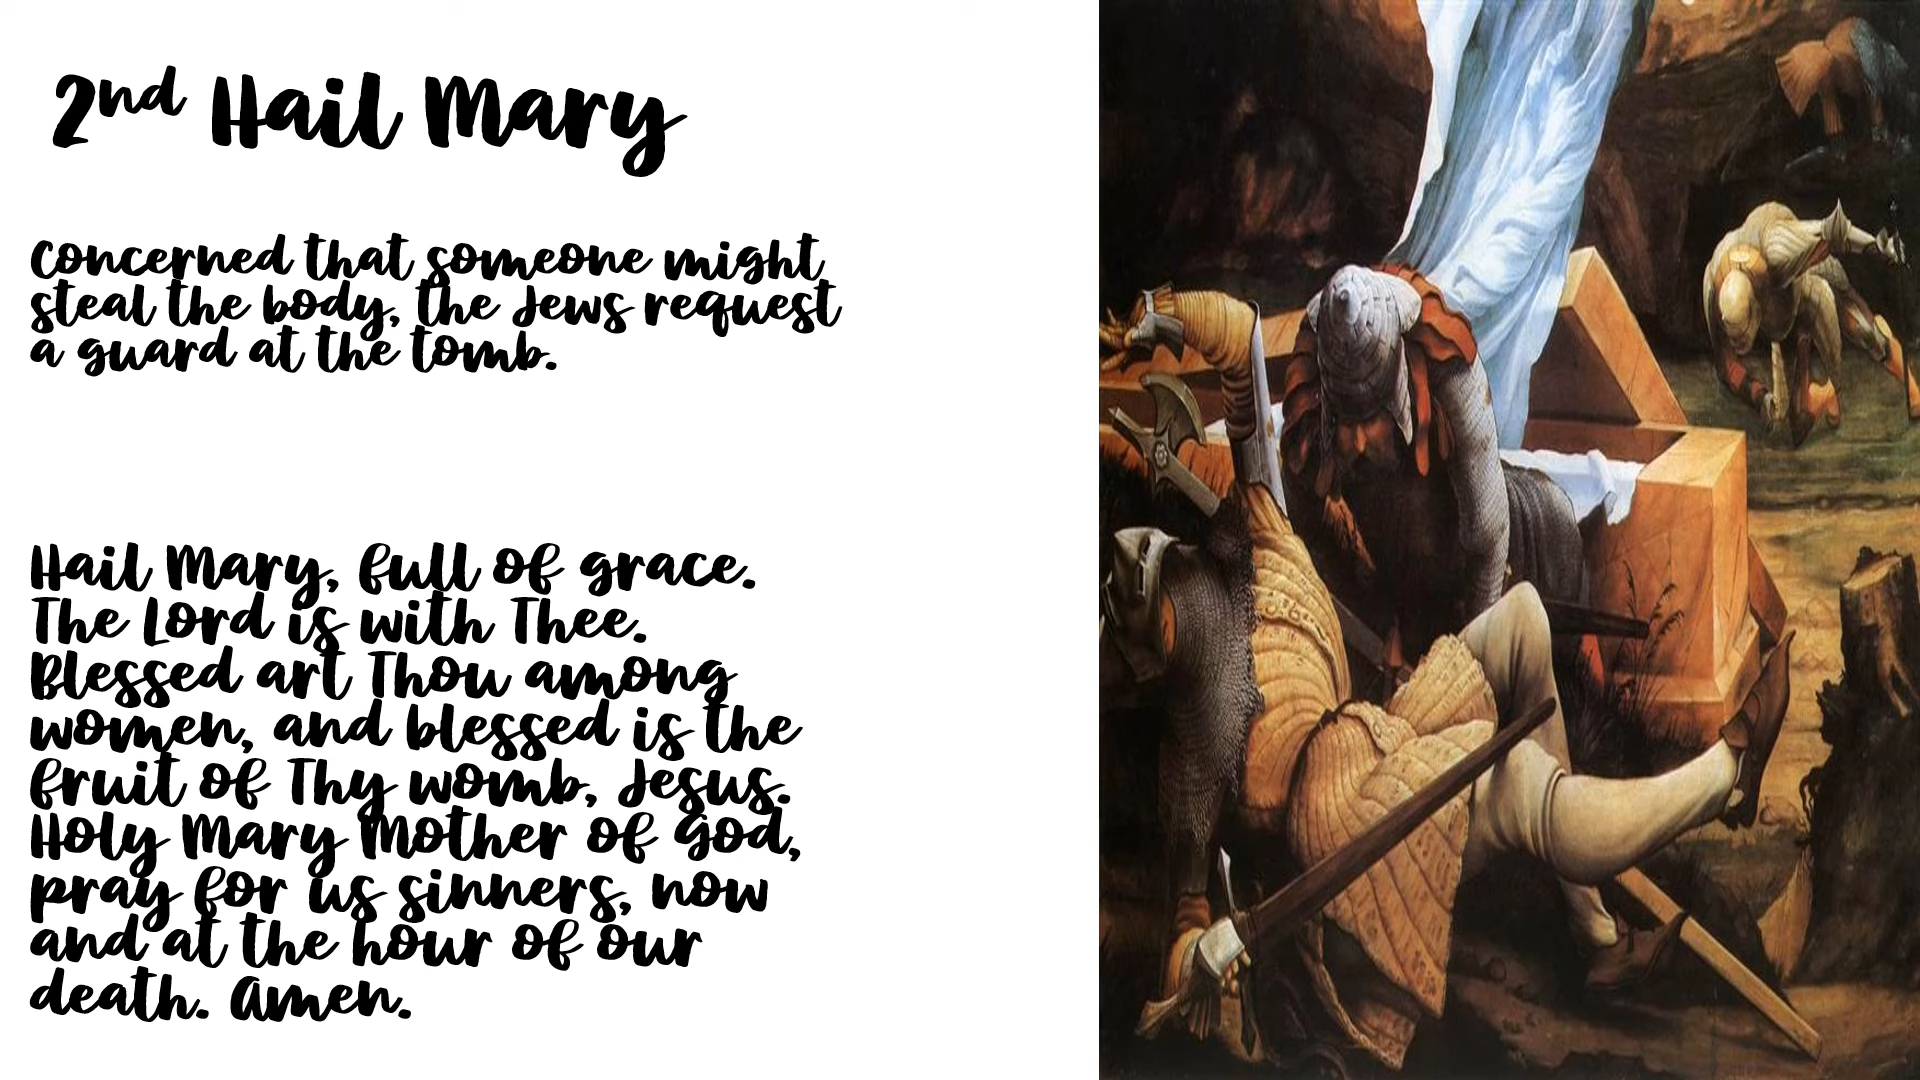 2nd Hail Mary
Concerned that someone might
steal the body, the Jews request
a guard at the tomb.
Hail Mary, full of grace.
The Lord is with Thee.
Blessed art Thou among
women, and blessed is the
fruit of Thy womb, Jesus.
Holy Mary Mother of God,
pray for us sinners, now
and at the hour of our
death. Amen.